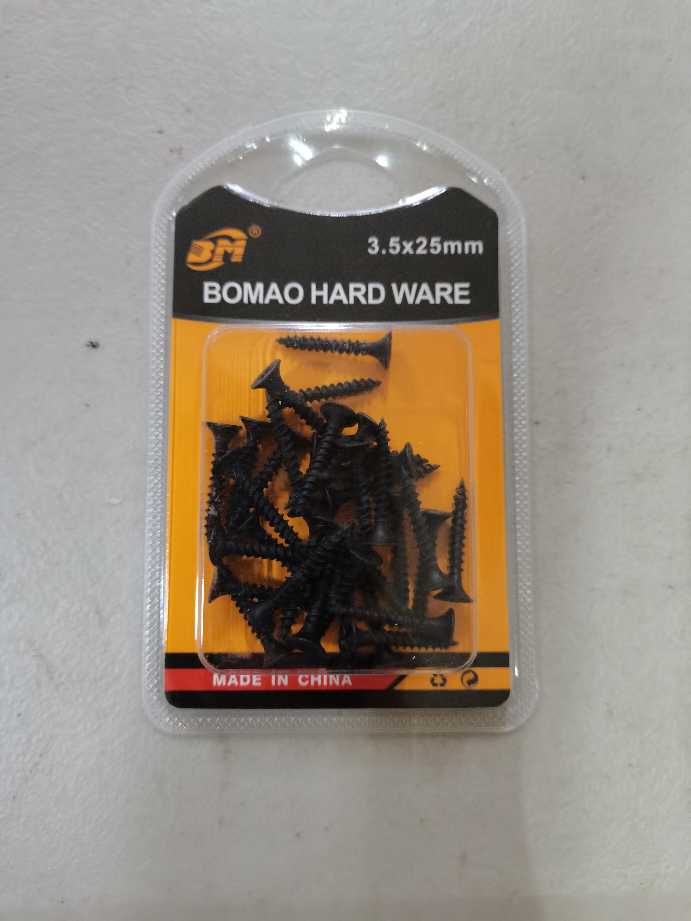 BM®
3.5x25mm
BOMAO HARD WARE
MADE IN CHINA